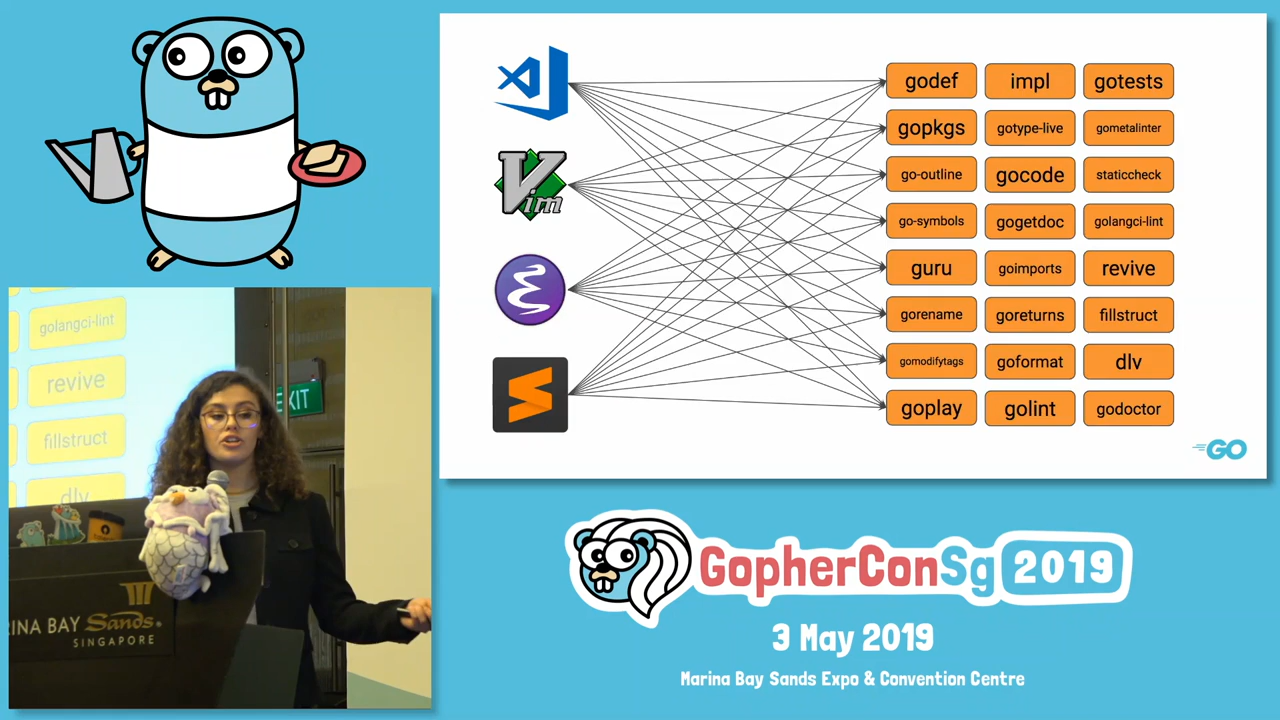 Vim
godef impl gotests
gopkgs gotype-live gometalinter
go-outline gocode staticcheck
go-symbols gogetdoc golangci-lint
guru goimports revive
gorename goreturns fillstruct
gomodifytags goformat dlv
goplay golint godoctor
GO
golangci-lint
revive
fillstruct
dlv
EXIT
RINA BAY Sands®
SINGAPORE
GopherConSg 2019
3 May 2019
Marina Bay Sands Expo & Convention Centre